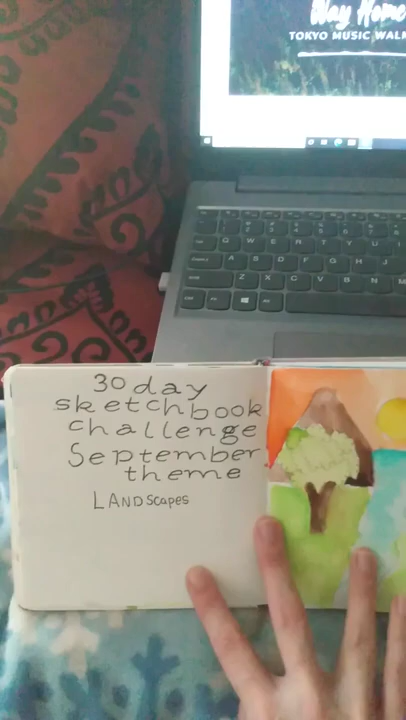 Way Home
TOKYO MUSIC WALK
30 day
sketchbook
challenge
September
theme
LANDscapes